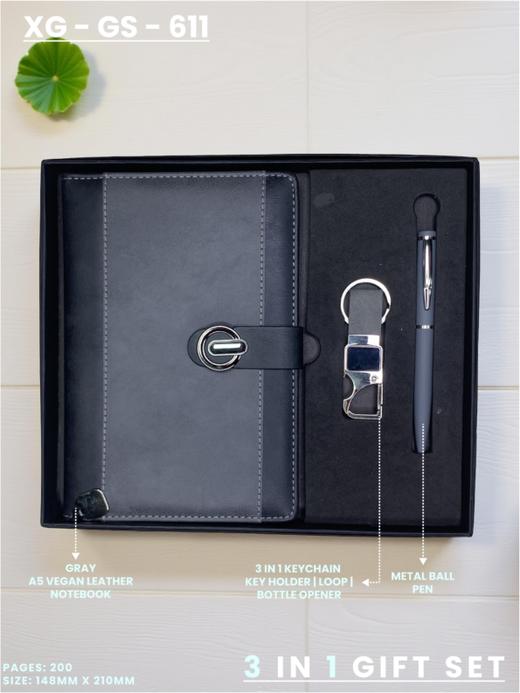 XG - GS - 611
GRAY
A5 VEGAN LEATHER
NOTEBOOK
3 IN 1 KEYCHAIN
KEY HOLDER | LOOP |
BOTTLE OPENER
METAL BALL
PEN
PAGES: 200
SIZE: 148MM X 210MM
3 IN 1 GIFT SET